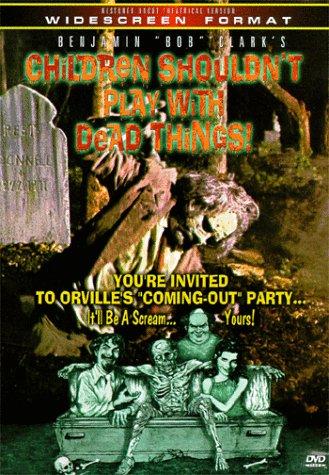 RESTORED UNCUT THEATRICAL VERSION
WIDESCREEN FORMAT
BENJAMIN "BOB" CLARK'S
CHiLDReN SHOULDN'T
PLAY WiTH
DeAD THiNGS!
REST
YOU'RE INVITED
TO ORVILLE'S "COMING-OUT" PARTY...
It'll Be A Scream... Yours!
DVD